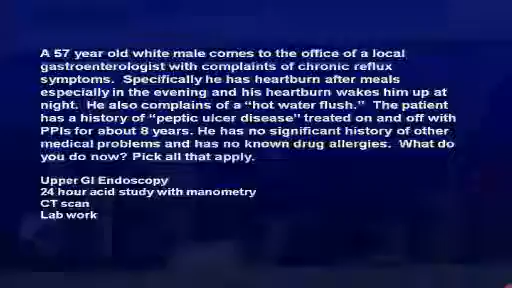 A 57 year old white male comes to the office of a local
gastroenterologist with complaints of chronic reflux
symptoms. Specifically he has heartburn after meals
especially in the evening and his heartburn wakes him up at
night. He also complains of a “hot water flush.” The patient
has a history of “peptic ulcer disease” treated on and off with
PPIs for about 8 years. He has no significant history of other
medical problems and has no known drug allergies. What do
you do now? Pick all that apply.
Upper GI Endoscopy
24 hour acid study with manometry
CT scan
Lab work